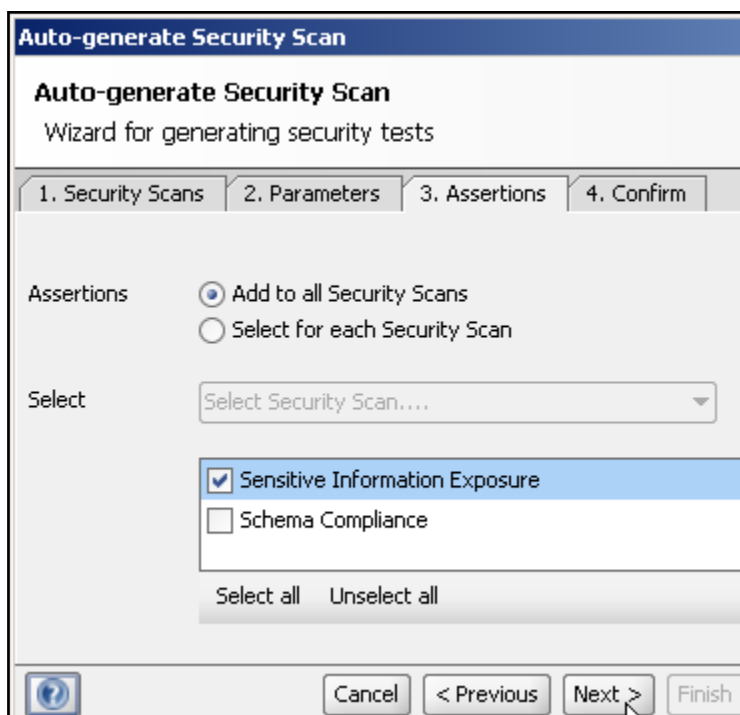 Auto-generate Security Scan
Auto-generate Security Scan
Wizard for generating security tests
1. Security Scans 2. Parameters 3. Assertions 4. Confirm
Assertions Add to all Security Scans
Select for each Security Scan
Select Select Security Scan....
Sensitive Information Exposure
Schema Compliance
Select all Unselect all
? Cancel < Previous Next > Finish